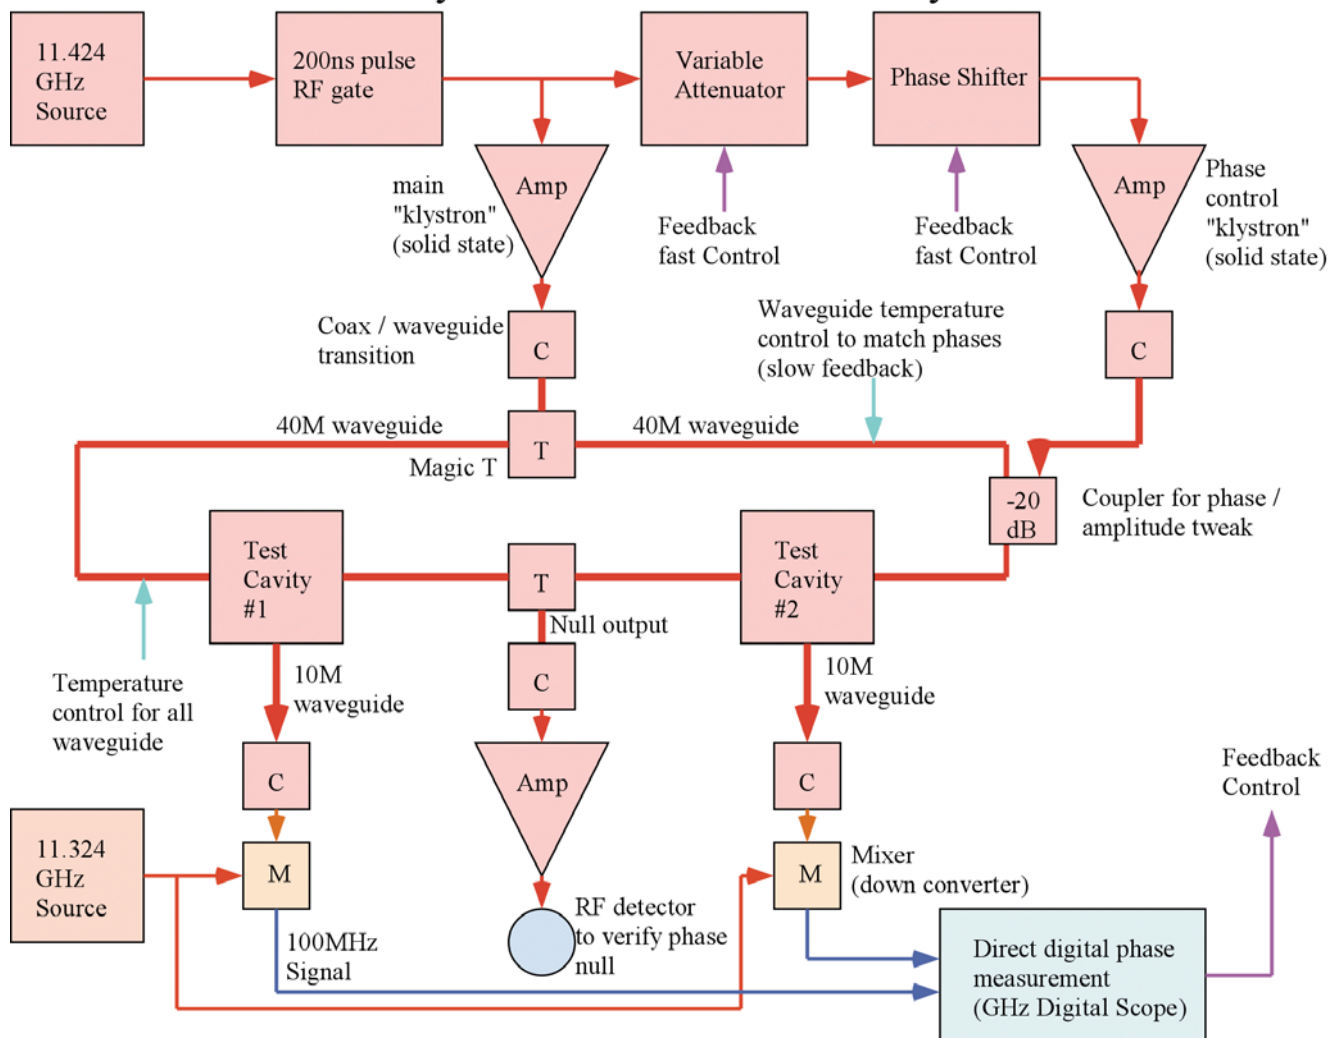 11.424
GHz
Source
200ns pulse
RF gate
Variable
Attenuator
Phase Shifter
main
"klystron"
(solid state)
Amp
Feedback
fast Control
Feedback
fast Control
Amp
Phase
control
"klystron"
(solid state)
Coax / waveguide
transition
C
Waveguide temperature
control to match phases
(slow feedback)
C
40M waveguide
Magic T
T
40M waveguide
-20
dB
Coupler for phase /
amplitude tweak
Test
Cavity
#1
T
Null output
Test
Cavity
#2
Temperature
control for all
waveguide
10M
waveguide
C
10M
waveguide
C
Amp
C
Feedback
Control
11.324
GHz
Source
M
M
Mixer
(down converter)
100MHz
Signal
RF detector
to verify phase
null
Direct digital phase
measurement
(GHz Digital Scope)